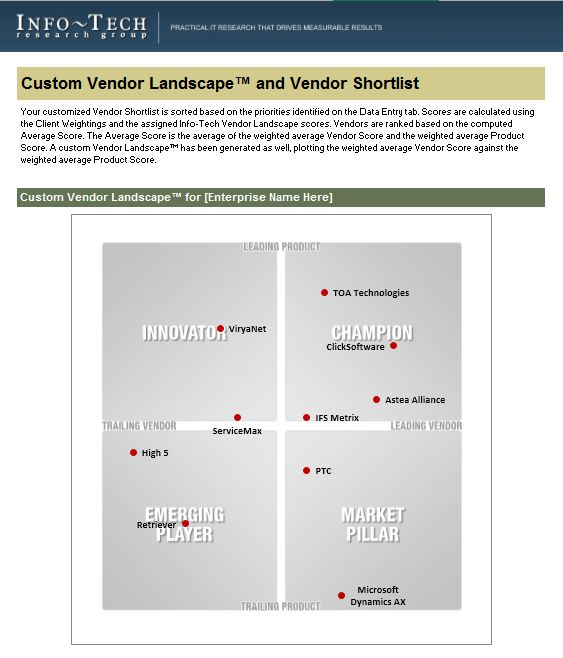 INFO~TECH
research group
PRACTICAL IT RESEARCH THAT DRIVES MEASURABLE RESULTS
Custom Vendor Landscape™ and Vendor Shortlist
Your customized Vendor Shortlist is sorted based on the priorities identified on the Data Entry tab. Scores are calculated using
the Client Weightings and the assigned Info-Tech Vendor Landscape scores. Vendors are ranked based on the computed
Average Score. The Average Score is the average of the weighted average Vendor Score and the weighted average Product
Score. A custom Vendor Landscape™ has been generated as well, plotting the weighted average Vendor Score against the
weighted average Product Score.
Custom Vendor Landscape™ for [Enterprise Name Here]
LEADING PRODUCT
TOA Technologies
INNOVATOR
ViryaNet
CHAMPION
ClickSoftware
Astea Alliance
IFS Metrix
TRAILING VENDOR
LEADING VENDOR
ServiceMax
High 5
PTC
EMERGING
PLAYER
Retriever
MARKET
PILLAR
Microsoft
Dynamics AX
TRAILING PRODUCT